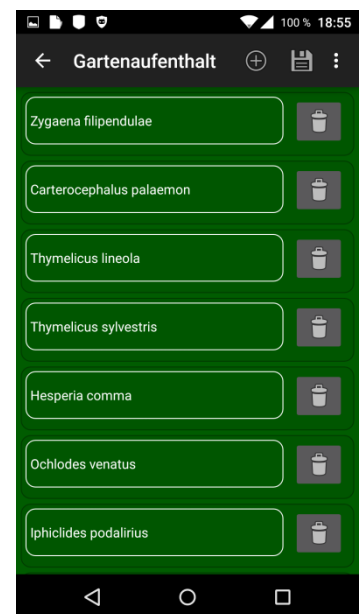 100 % 18:55
Gartenaufenthalt
Zygaena filipendulae
Carterocephalus palaemon
Thymelicus lineola
Thymelicus sylvestris
Hesperia comma
Ochlodes venatus
Iphiclides podalirius